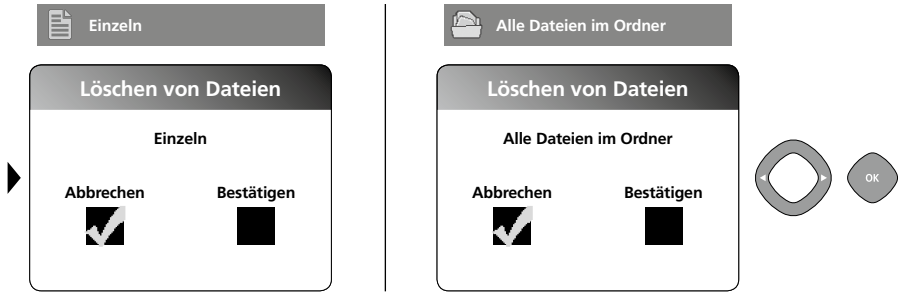 Einzeln
Löschen von Dateien
Einzeln
Abbrechen Bestätigen
Alle Dateien im Ordner
Löschen von Dateien
Alle Dateien im Ordner
Abbrechen Bestätigen
OK